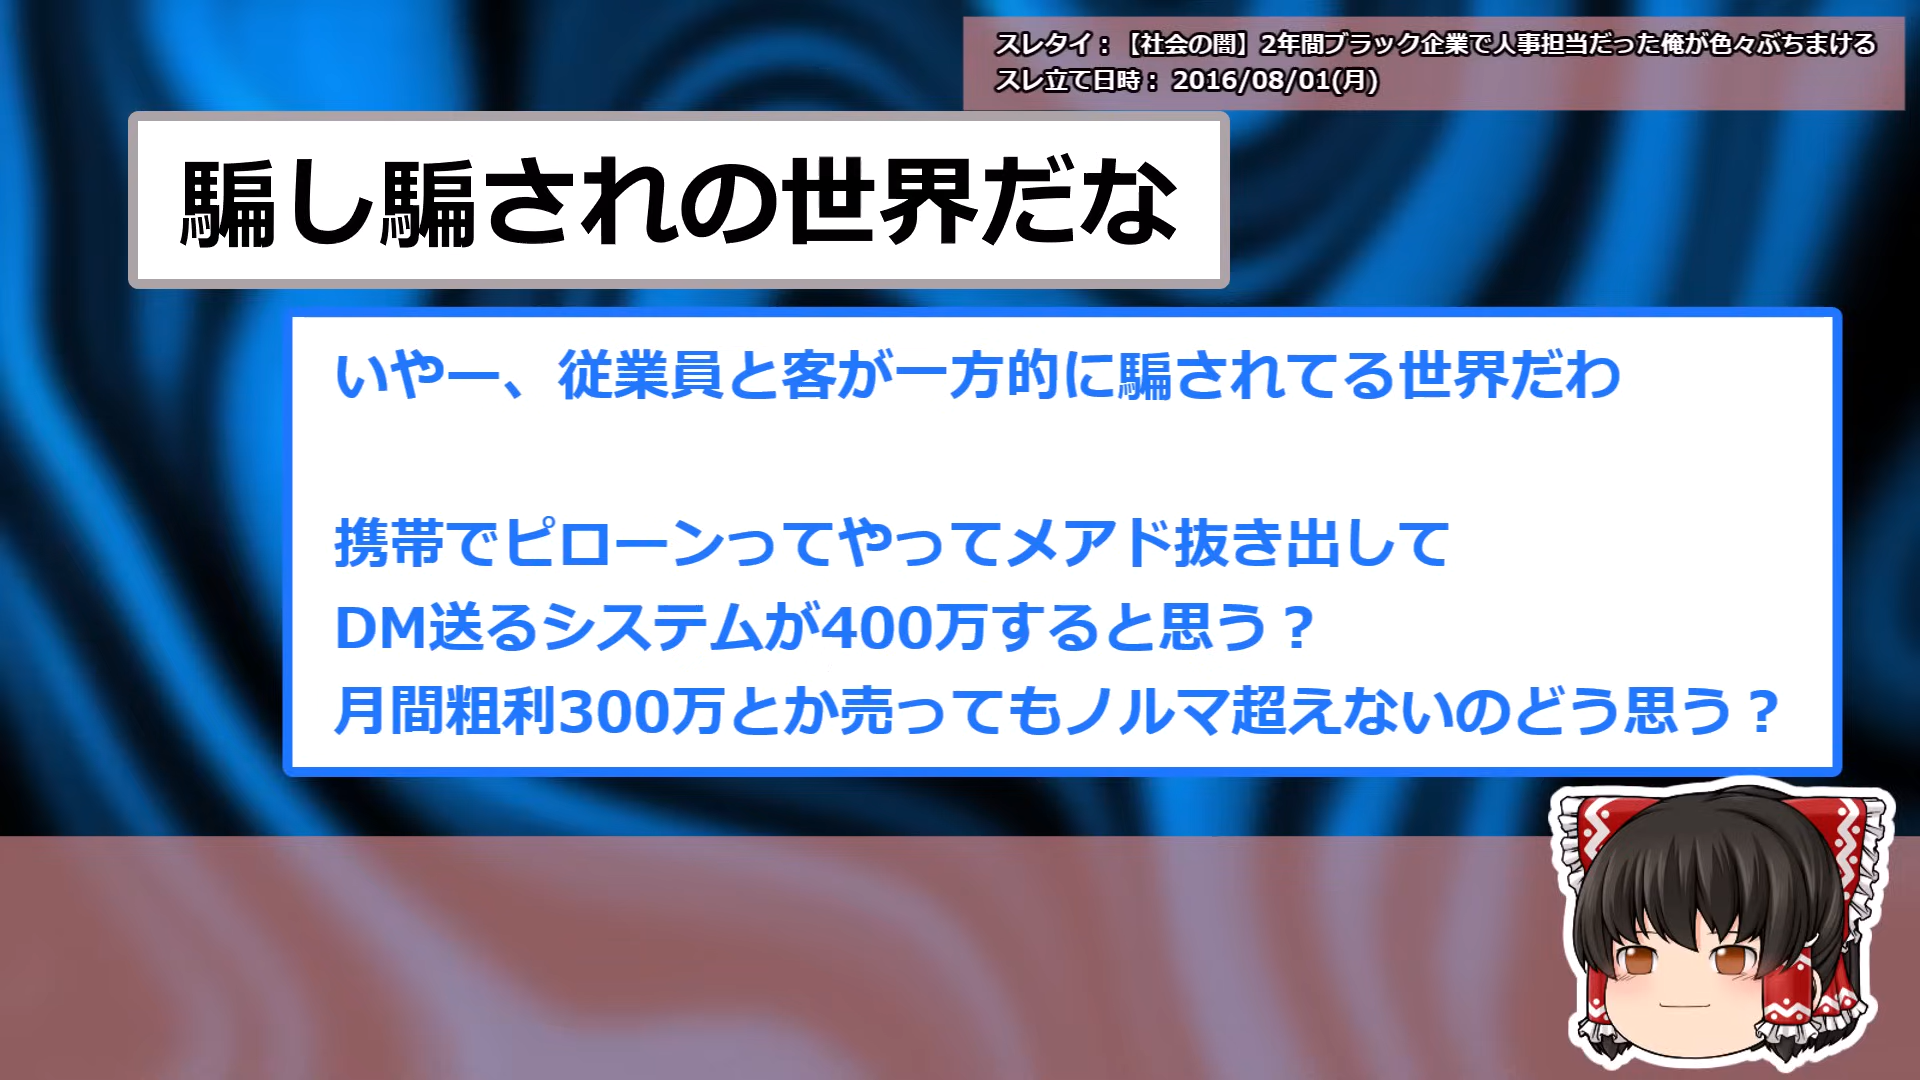 スレタイ：【社会の闇】2年間ブラック企業で人事担当だった俺が色々ぶちまける
スレ立て日時： 2016/08/01(月)
騙し騙されの世界だな
いやー、従業員と客が一方的に騙されてる世界だわ
携帯でピローンってやってメアド抜き出して
DM送るシステムが400万すると思う？
月間粗利300万とか売ってもノルマ超えないのどう思う？